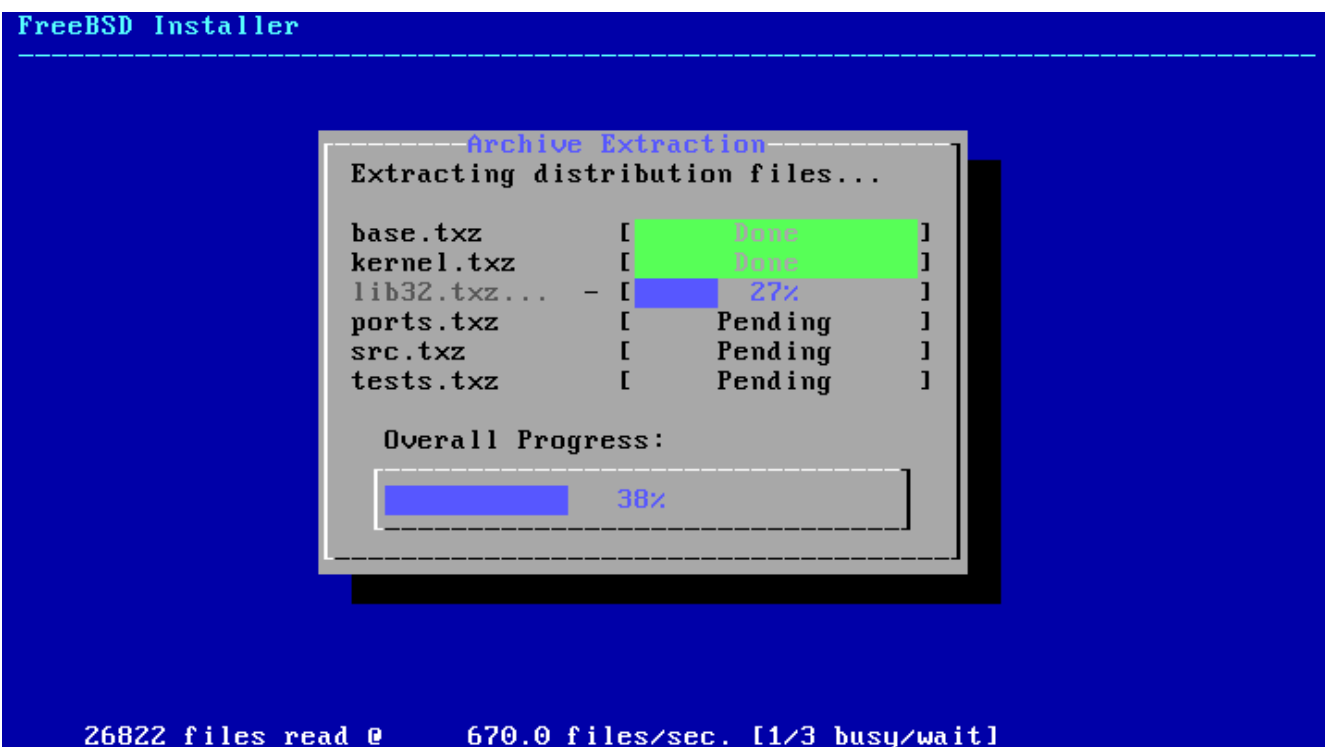 FreeBSD Installer
Archive Extraction
Extracting distribution files...
base.txz [ Done ]
kernel.txz [ Done ]
lib32.txz... - [ 27% ]
ports.txz [ Pending ]
src.txz [ Pending ]
tests.txz [ Pending ]
Overall Progress:
38%
26822 files read @ 670.0 files/sec. [1/3 busy/wait]